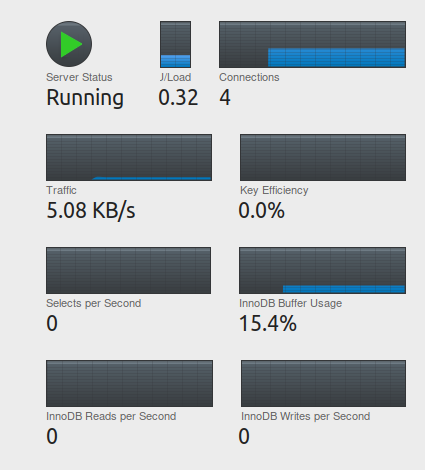 Server Status
Running
J/Load
0.32
Connections
4
Traffic
5.08 KB/s
Key Efficiency
0.0%
Selects per Second
0
InnoDB Buffer Usage
15.4%
InnoDB Reads per Second
0
InnoDB Writes per Second
0